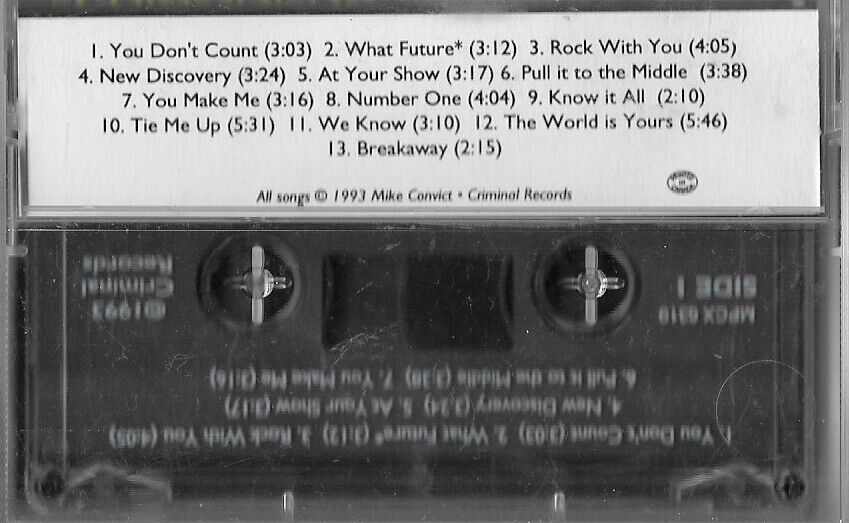 1. You Don't Count (3:03) 2. What Future* (3:12) 3. Rock With You (4:05)
4. New Discovery (3:24) 5. At Your Show (3:17) 6. Pull it to the Middle (3:38)
7. You Make Me (3:16) 8. Number One (4:04) 9. Know it All (2:10)
10. Tie Me Up (5:31) 11. We Know (3:10) 12. The World is Yours (5:46)
13. Breakaway (2:15)
All songs © 1993 Mike Convict • Criminal Records
1 You Don't Count (3:03) 2. What Future* (3:12) 3. Rock With You (4:05)
4. New Discovery (3:24) 5. At Your Show (3:17)
6. Pull it to the Middle (3:38) 7. You Make Me (3:16)
MPCX 0319
SIDE 1
©1993
Criminal
Records